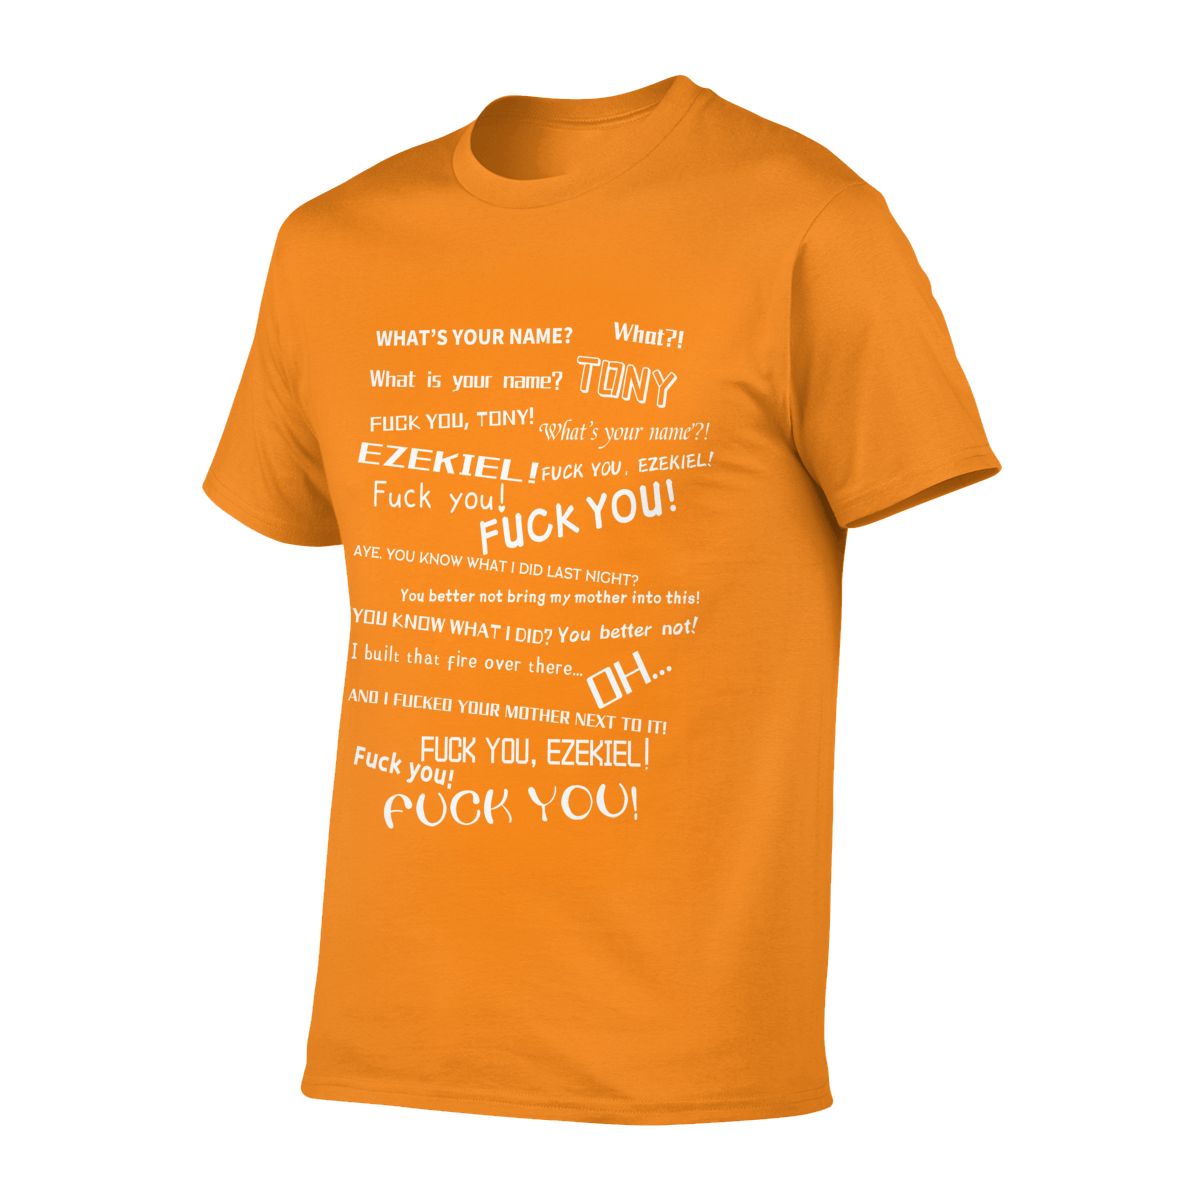 WHAT'S YOUR NAME? What?!
What is your name? TONY
FUCK YOU, TONY! What's your name?!
EZEKIEL! FUCK YOU, EZEKIEL!
Fuck you!
FUCK YOU!
AYE, YOU KNOW WHAT I DID LAST NIGHT?
You better not bring my mother into this!
YOU KNOW WHAT I DID? You better not!
I built that fire over there... OH...
AND I FUCKED YOUR MOTHER NEXT TO IT!
FUCK YOU, EZEKIEL!
Fuck you!
FUCK YOU!